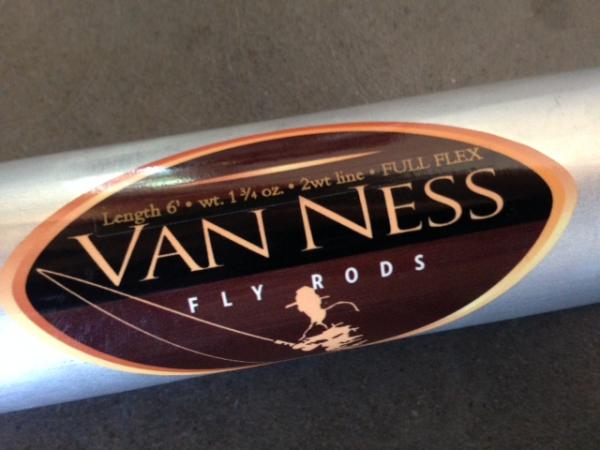 Length 6' • wt. 1 3/4 oz. • 2wt line • FULL FLEX
VAN NESS
FLY RODS